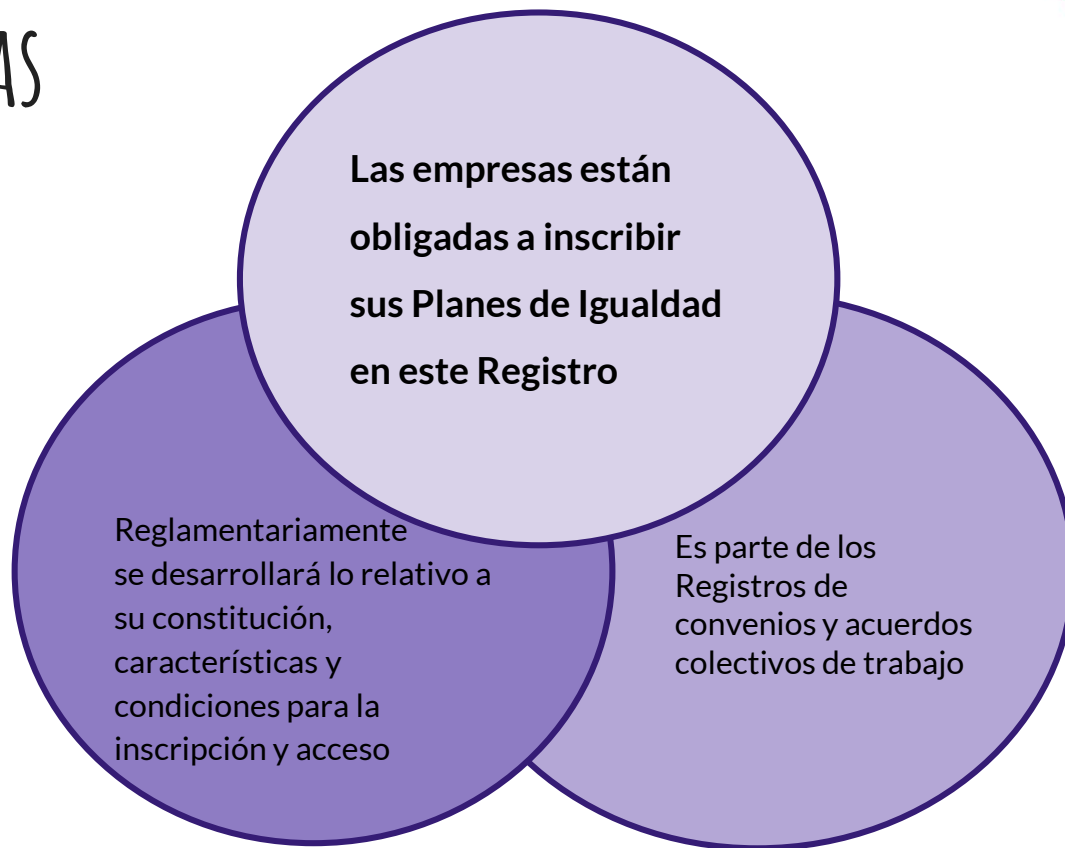 AS
Las empresas están
obligadas a inscribir
sus Planes de Igualdad
en este Registro
Reglamentariamente
se desarrollará lo relativo a
su constitución,
características y
condiciones para la
inscripción y acceso
Es parte de los
Registros de
convenios y acuerdos
colectivos de trabajo